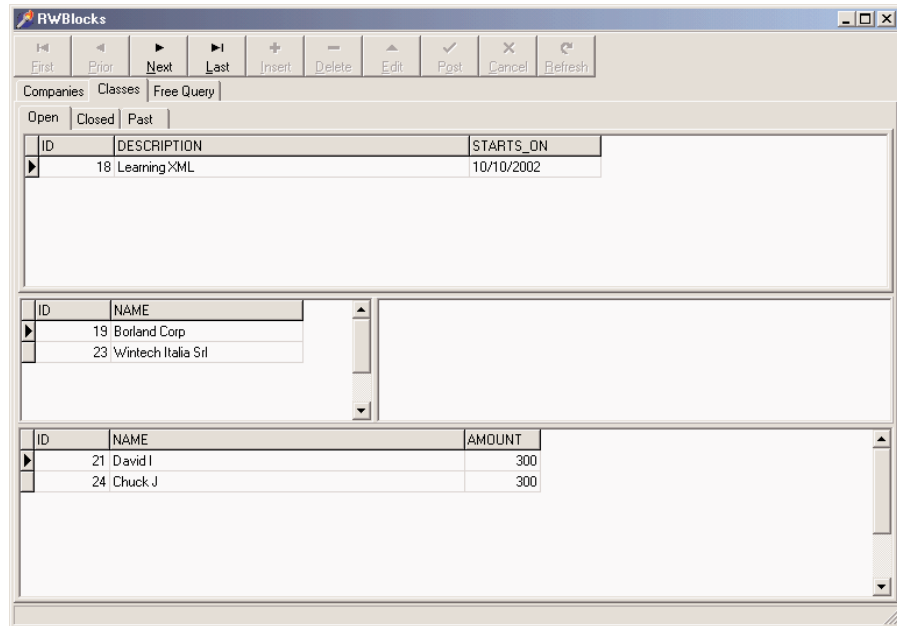 RWBlocks
First Prior Next Last Insert Delete Edit Post Cancel Refresh
Companies Classes Free Query
Open Closed Past
ID DESCRIPTION STARTS_ON
18 Learning XML 10/10/2002
ID NAME
19 Borland Corp
23 Wintech Italia Srl
ID NAME AMOUNT
21 David I 300
24 Chuck J 300